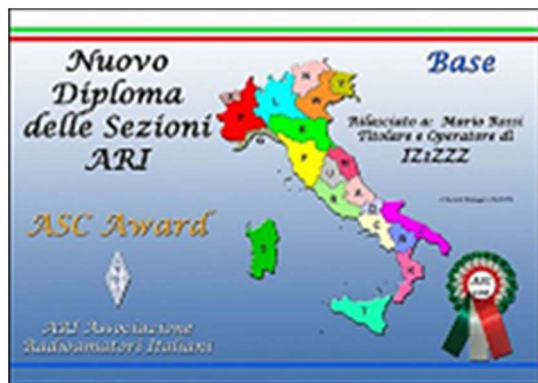 Nuovo
Diploma
delle Sezioni
ARI
Base
Rilasciato a: Mario Rossi
Titolare e Operatore di
IZ1ZZZ
ASC Award
ARI Associazione
Radioamatori Italiani